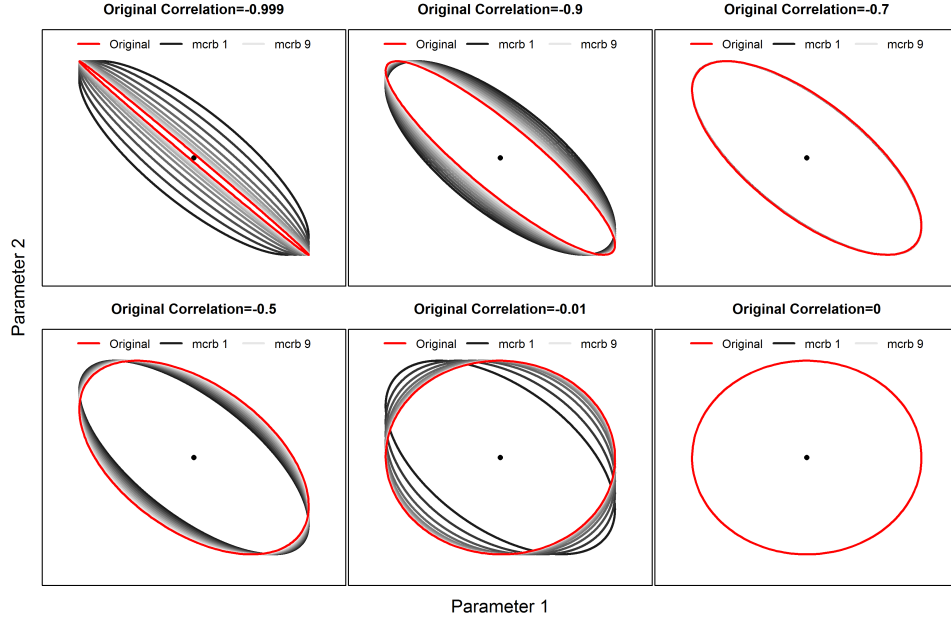 Original Correlation=-0.999
Original mcrb 1 mcrb 9
Original Correlation=-0.9
Original mcrb 1 mcrb 9
Original Correlation=-0.7
Original mcrb 1 mcrb 9
Original Correlation=-0.5
Original mcrb 1 mcrb 9
Original Correlation=-0.01
Original mcrb 1 mcrb 9
Original Correlation=0
Original mcrb 1 mcrb 9
Parameter 2
Parameter 1